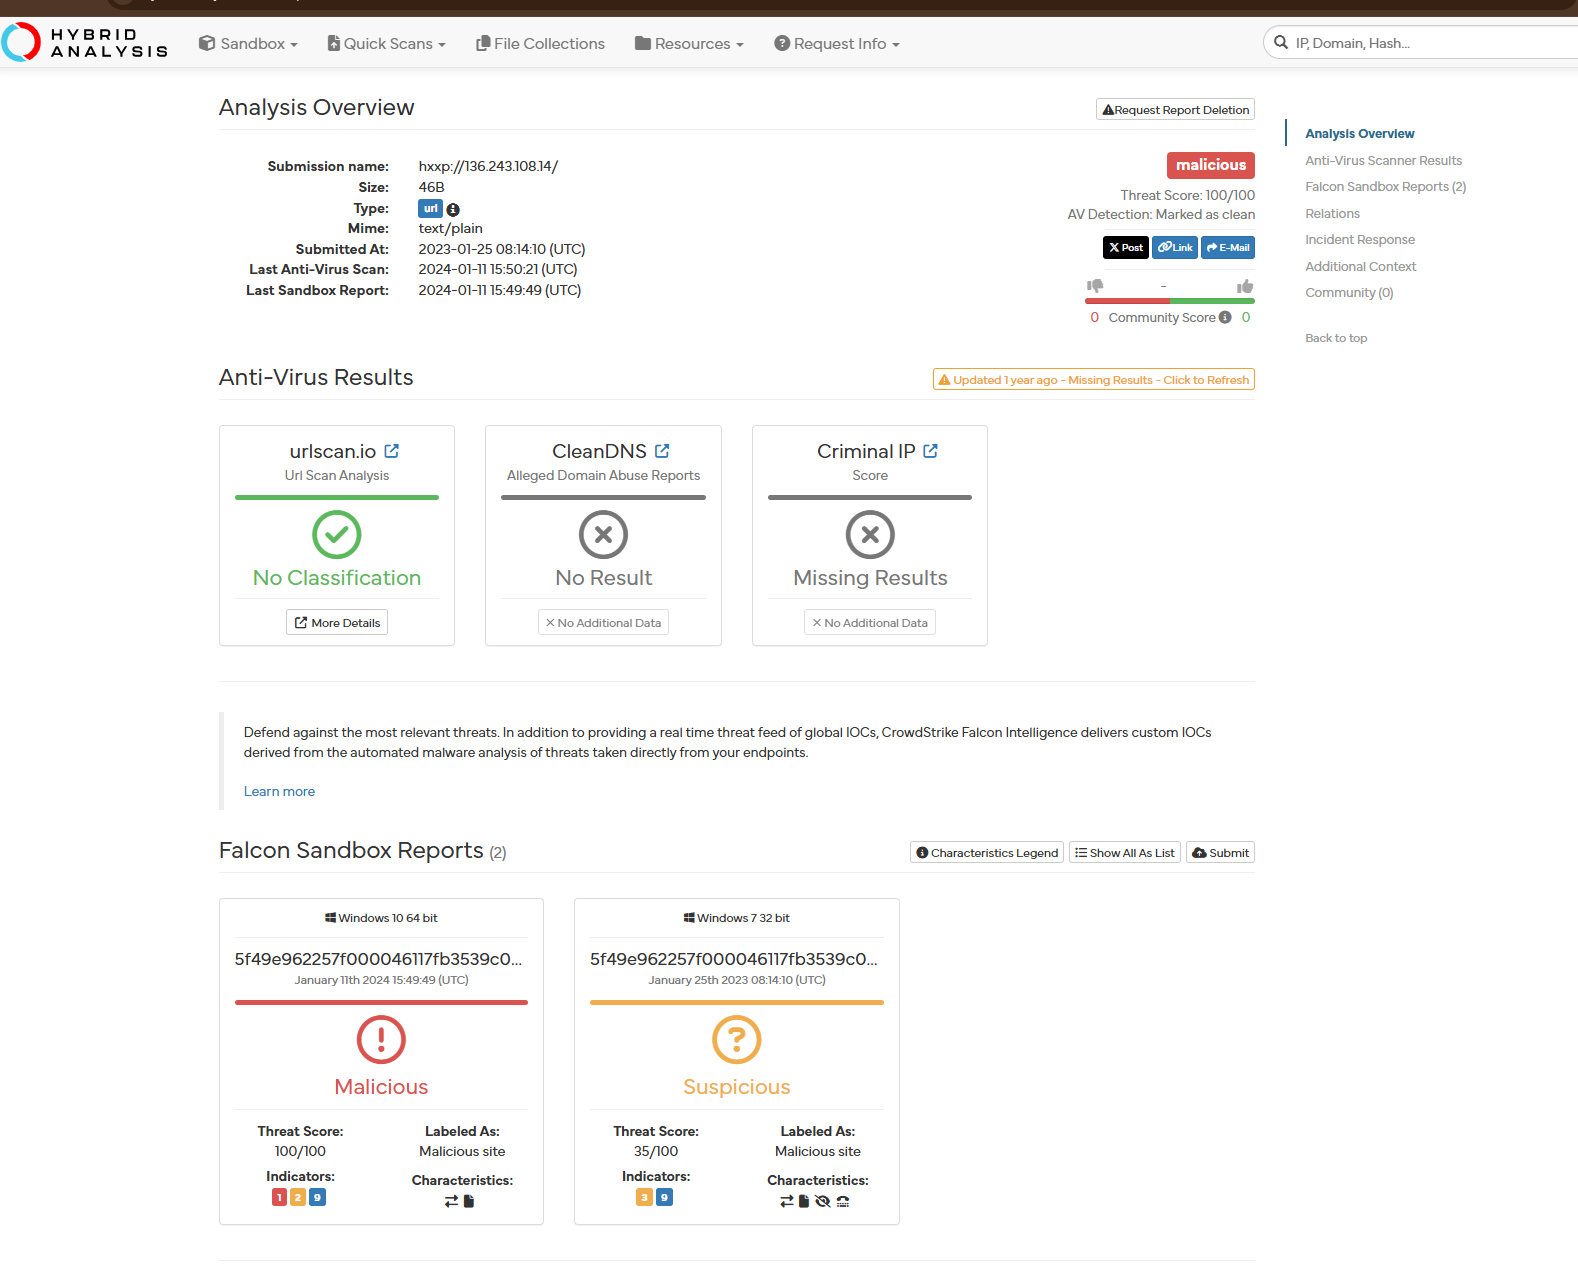 HYBRID
ANALYSIS
Sandbox
Quick Scans
File Collections
Resources
Request Info
IP, Domain, Hash...
Analysis Overview
Request Report Deletion
Submission name: hxxp://136.243.108.14/
Size: 46B
Type: url
Mime: text/plain
Submitted At: 2023-01-25 08:14:10 (UTC)
Last Anti-Virus Scan: 2024-01-11 15:50:21 (UTC)
Last Sandbox Report: 2024-01-11 15:49:49 (UTC)
malicious
Threat Score: 100/100
AV Detection: Marked as clean
X Post
Link
E-Mail
-
0 Community Score 0
Analysis Overview
Anti-Virus Scanner Results
Falcon Sandbox Reports (2)
Relations
Incident Response
Additional Context
Community (0)
Back to top
Anti-Virus Results
Updated 1 year ago - Missing Results - Click to Refresh
urlscan.io
Url Scan Analysis
No Classification
More Details
CleanDNS
Alleged Domain Abuse Reports
No Result
No Additional Data
Criminal IP
Score
Missing Results
No Additional Data
Defend against the most relevant threats. In addition to providing a real time threat feed of global IOCs, CrowdStrike Falcon Intelligence delivers custom IOCs
derived from the automated malware analysis of threats taken directly from your endpoints.
Learn more
Falcon Sandbox Reports (2)
Characteristics Legend
Show All As List
Submit
Windows 10 64 bit
5f49e962257f000046117fb3539c0...
January 11th 2024 15:49:49 (UTC)
Malicious
Threat Score:
100/100
Labeled As:
Malicious site
Indicators:
1 2 9
Characteristics:
Windows 7 32 bit
5f49e962257f000046117fb3539c0...
January 25th 2023 08:14:10 (UTC)
Suspicious
Threat Score:
35/100
Labeled As:
Malicious site
Indicators:
3 9
Characteristics: